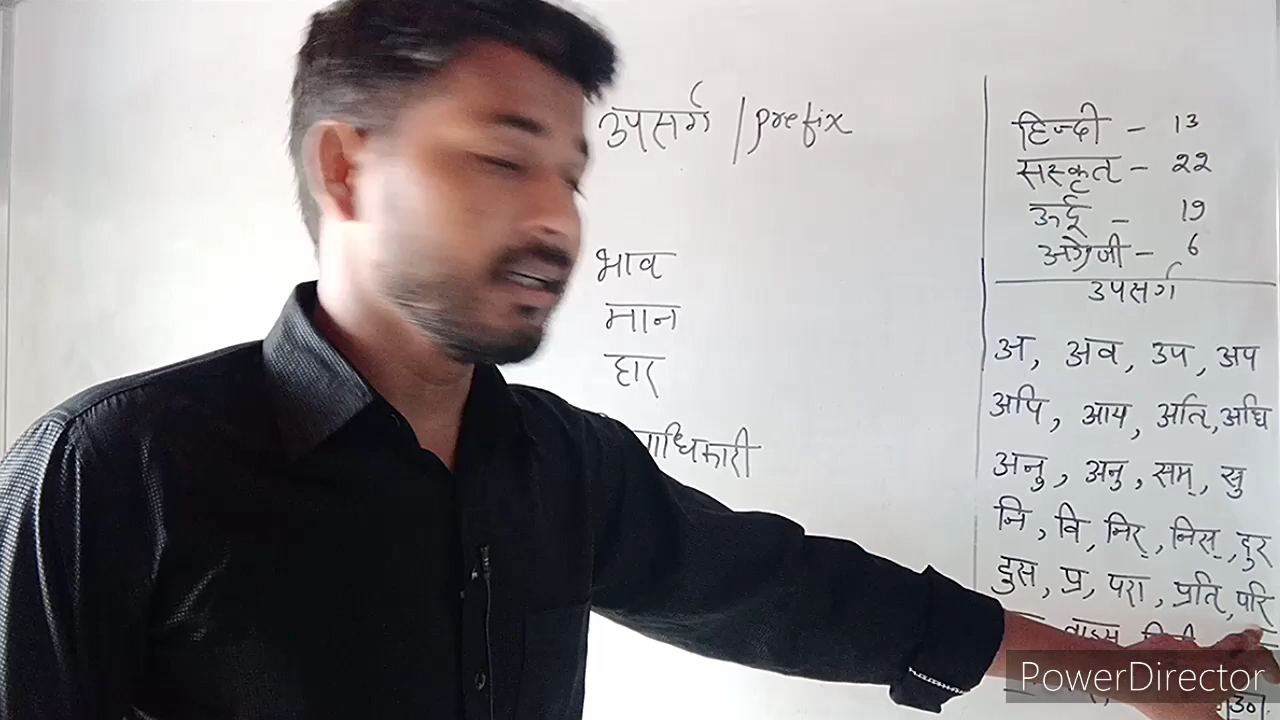 उपसर्ग / prefix
भाव
मान
हार
हिन्दी - 13
संस्कृत - 22
ऊर्दू - 19
अंग्रेजी - 6
उपसर्ग
अ, अव, उप, अप
अपि, आय, अति, अधि
अनु, अनु, सम्, सु
नि, वि, निर्, निस्, दुर
दुस, प्र, परा, प्रति, परि
PowerDirector